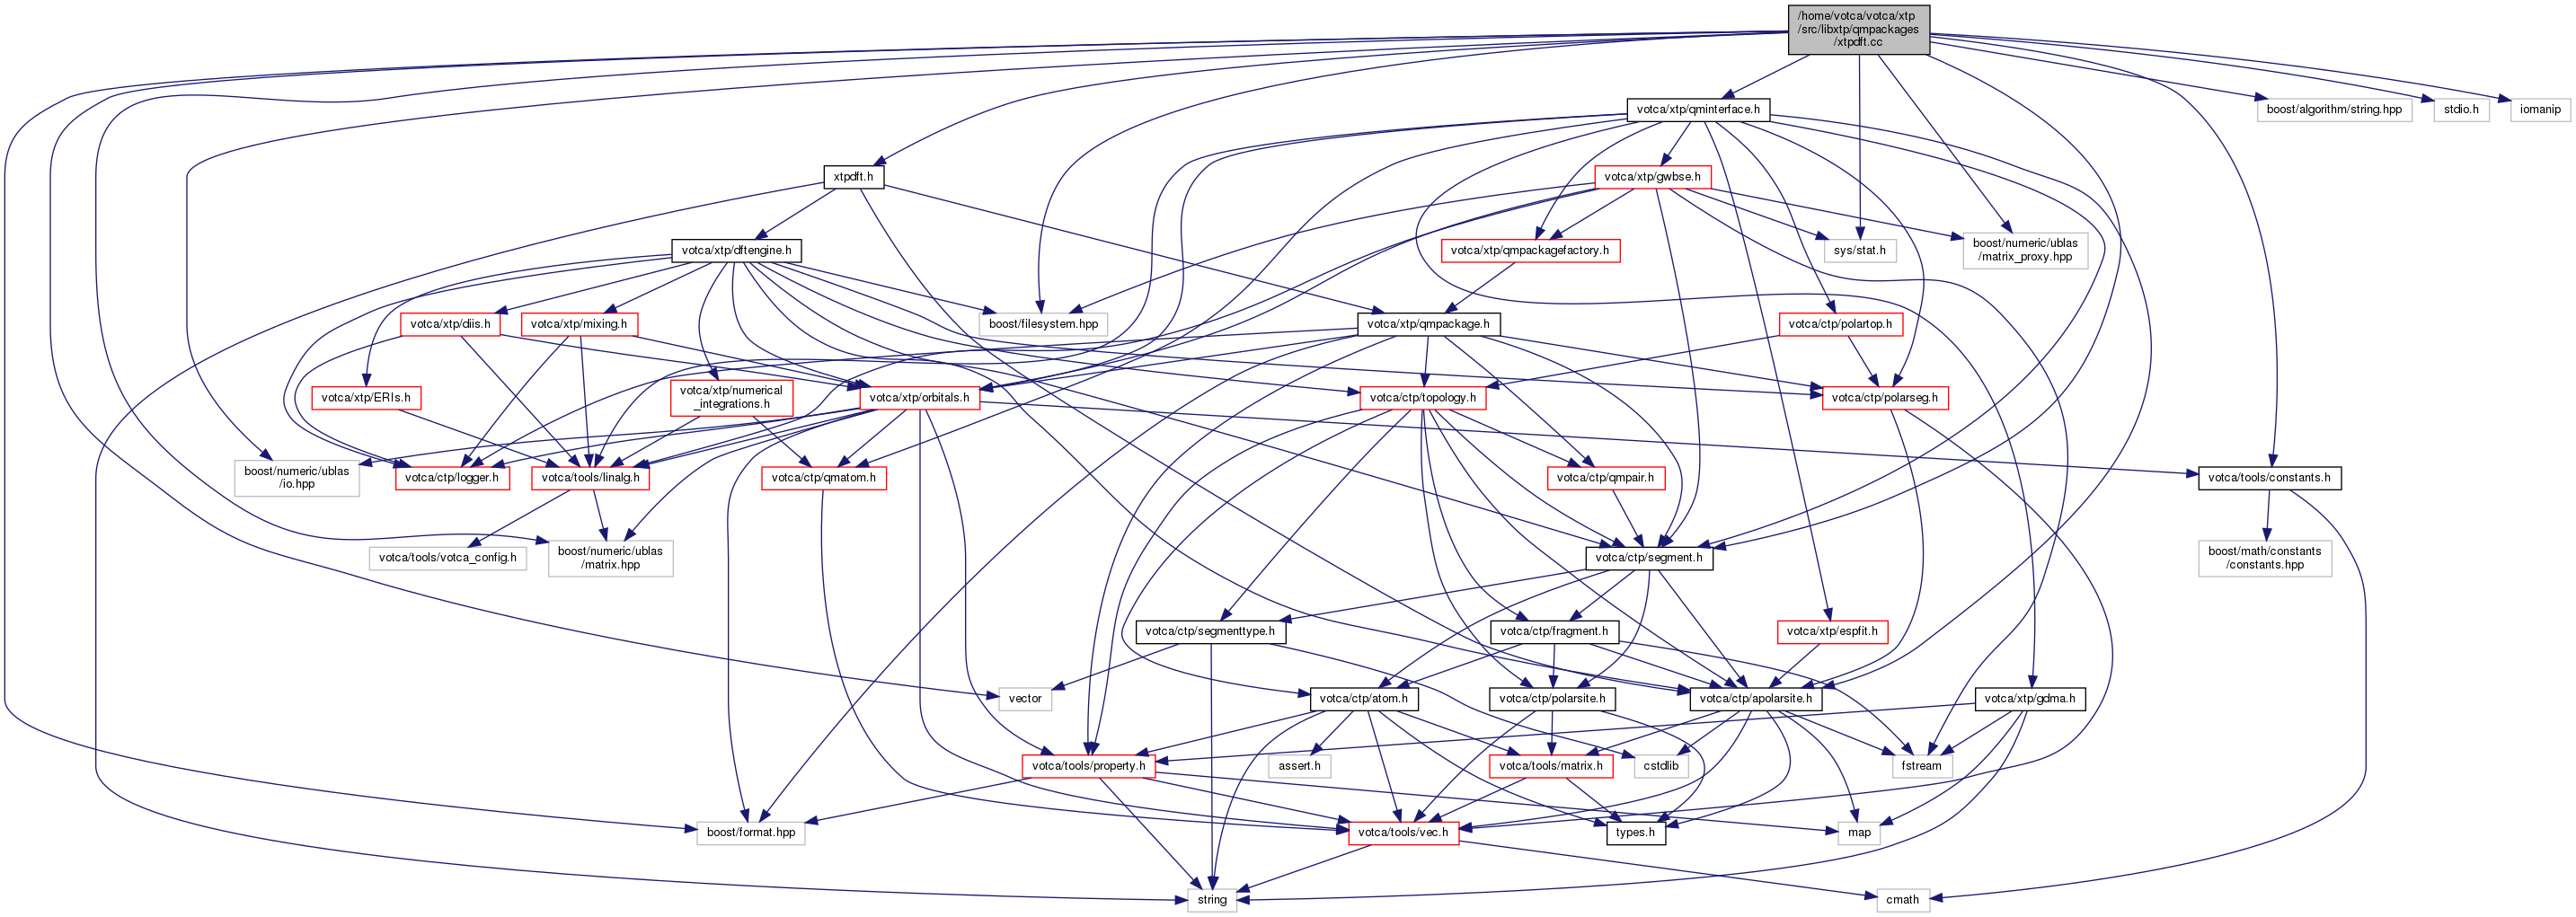 /home/votca/votca/xtp
/src/libxtp/qmpackages
/xtpdft.cc
votca/xtp/qminterface.h
boost/algorithm/string.hpp
stdio.h
iomanip
xtpdft.h
votca/xtp/gwbse.h
votca/xtp/dftengine.h
votca/xtp/qmpackagefactory.h
sys/stat.h
boost/numeric/ublas
/matrix_proxy.hpp
votca/xtp/diis.h
votca/xtp/mixing.h
boost/filesystem.hpp
votca/xtp/qmpackage.h
votca/ctp/polartop.h
votca/xtp/ERIs.h
votca/xtp/numerical
_integrations.h
votca/xtp/orbitals.h
votca/ctp/topology.h
votca/ctp/polarseg.h
boost/numeric/ublas
/io.hpp
votca/ctp/logger.h
votca/tools/linalg.h
votca/ctp/qmatom.h
votca/ctp/qmpair.h
votca/tools/constants.h
votca/tools/votca_config.h
boost/numeric/ublas
/matrix.hpp
votca/ctp/segment.h
boost/math/constants
/constants.hpp
votca/ctp/segmenttype.h
votca/ctp/fragment.h
votca/xtp/espfit.h
vector
votca/ctp/atom.h
votca/ctp/polarsite.h
votca/ctp/apolarsite.h
votca/xtp/gdma.h
votca/tools/property.h
assert.h
votca/tools/matrix.h
cstdlib
fstream
boost/format.hpp
votca/tools/vec.h
types.h
map
string
cmath